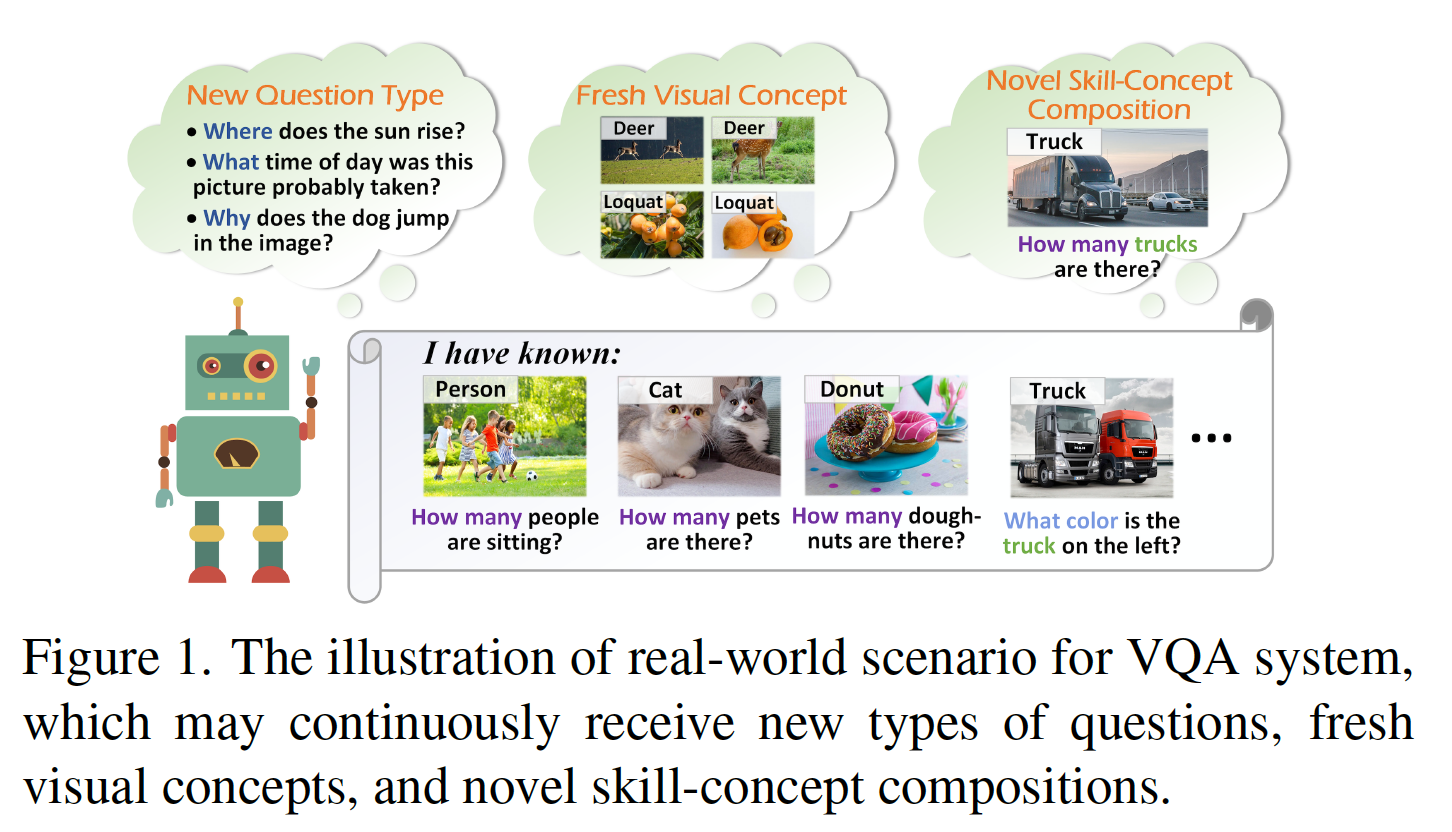 New Question Type
• Where does the sun rise?
• What time of day was this
picture probably taken?
• Why does the dog jump
in the image?
Fresh Visual Concept
Deer
Deer
Loquat
Loquat
Novel Skill-Concept
Composition
Truck
How many trucks
are there?
I have known:
Person
How many people
are sitting?
Cat
How many pets
are there?
Donut
How many dough-
nuts are there?
Truck
What color is the
truck on the left?
...
Figure 1. The illustration of real-world scenario for VQA system,
which may continuously receive new types of questions, fresh
visual concepts, and novel skill-concept compositions.